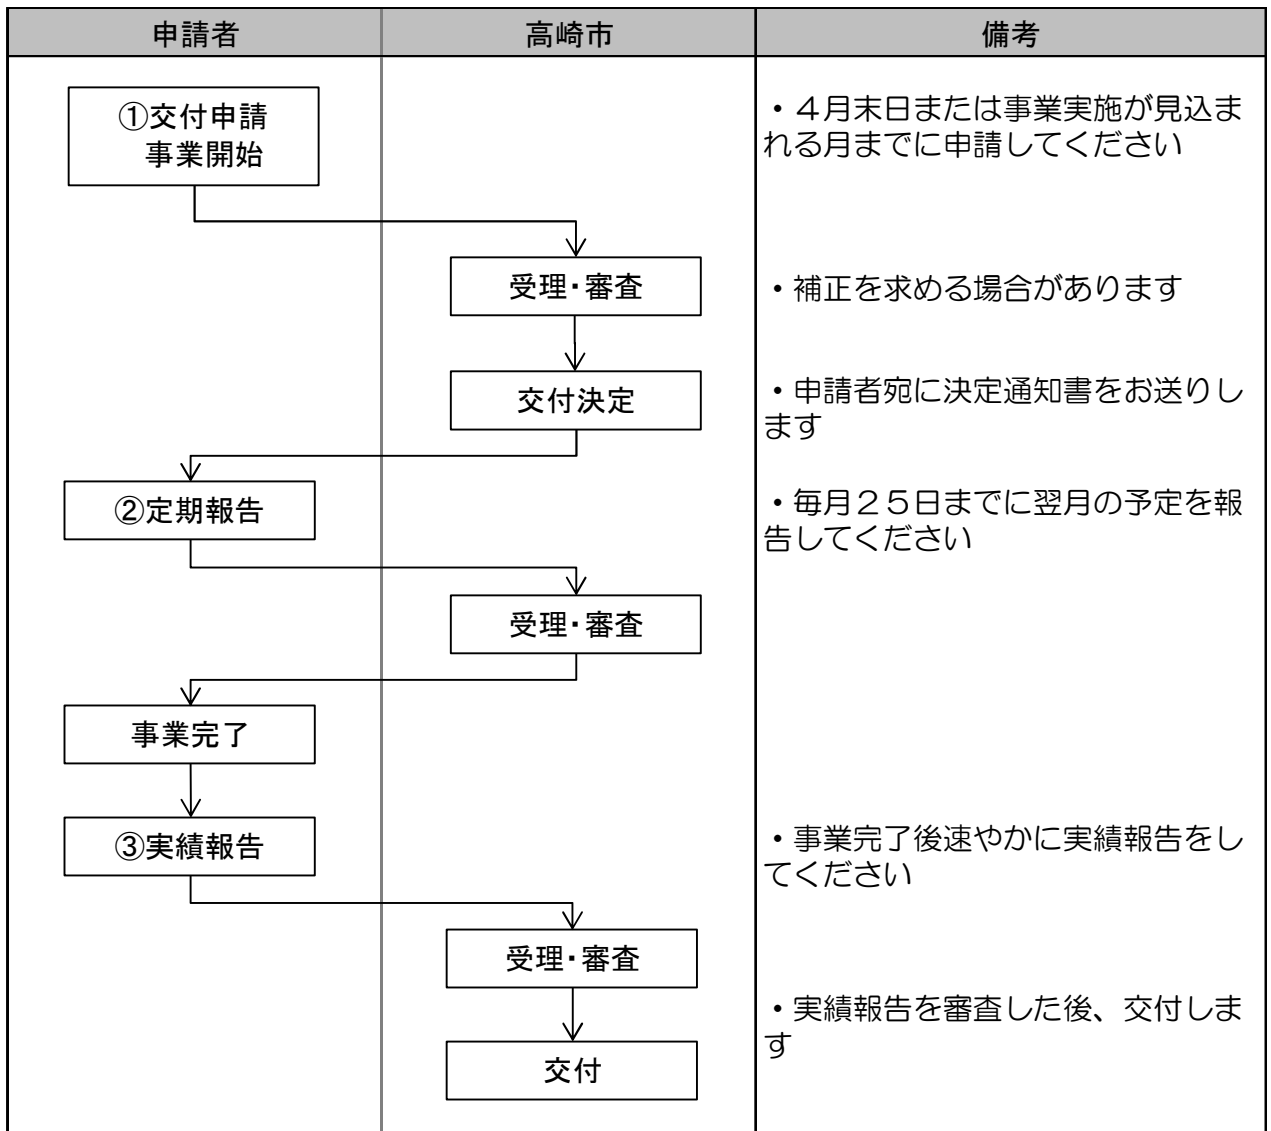 申請者
高崎市
備考
①交付申請
事業開始
・４月末日または事業実施が見込ま
れる月までに申請してください
受理・審査
・補正を求める場合があります
交付決定
・申請者宛に決定通知書をお送りし
ます
②定期報告
・毎月２５日までに翌月の予定を報
告してください
受理・審査
事業完了
③実績報告
・事業完了後速やかに実績報告をし
てください
受理・審査
・実績報告を審査した後、交付しま
す
交付